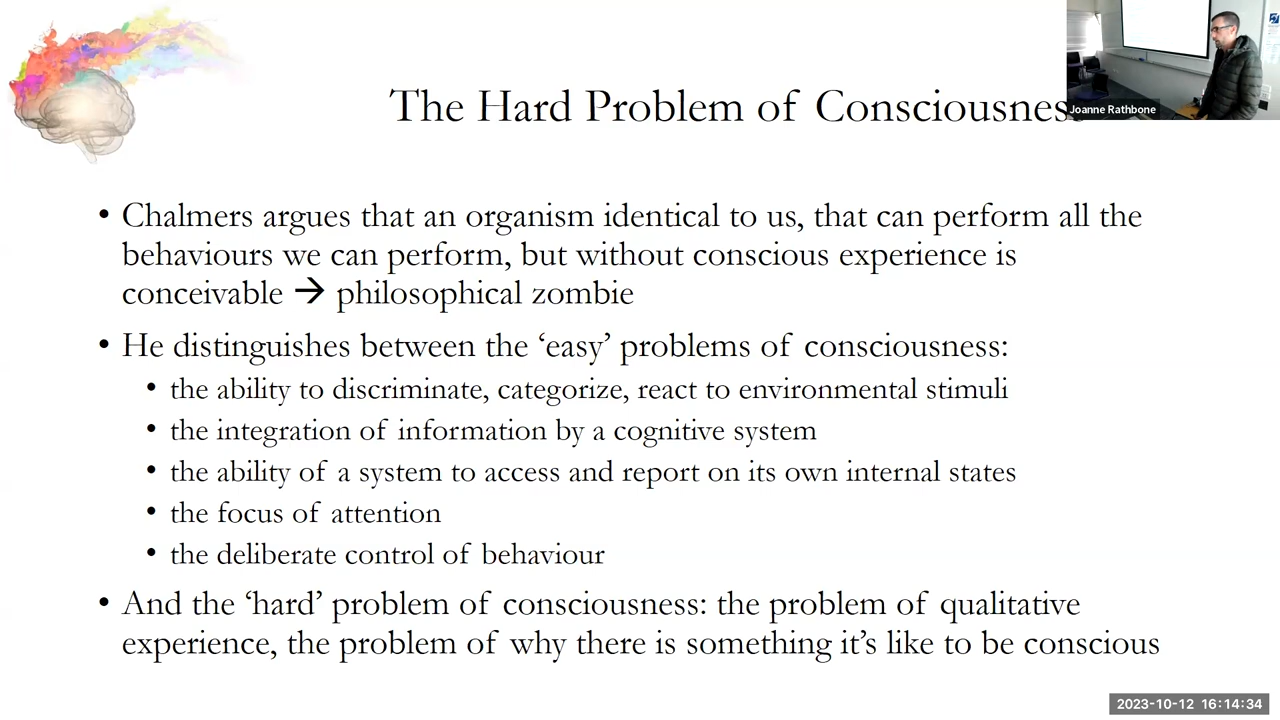 The Hard Problem of Consciousnes
Joanne Rathbone
• Chalmers argues that an organism identical to us, that can perform all the
behaviours we can perform, but without conscious experience is
conceivable → philosophical zombie
• He distinguishes between the ‘easy’ problems of consciousness:
• the ability to discriminate, categorize, react to environmental stimuli
• the integration of information by a cognitive system
• the ability of a system to access and report on its own internal states
• the focus of attention
• the deliberate control of behaviour
• And the ‘hard’ problem of consciousness: the problem of qualitative
experience, the problem of why there is something it’s like to be conscious
2023-10-12 16:14:34